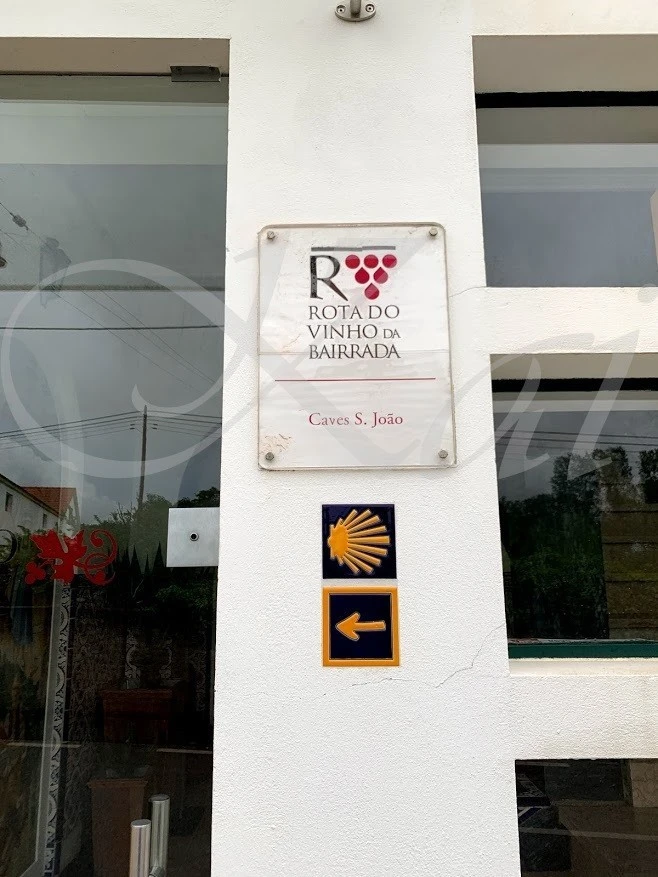 R
ROTA DO
VINHO DA
BAIRRADA
Caves S. João